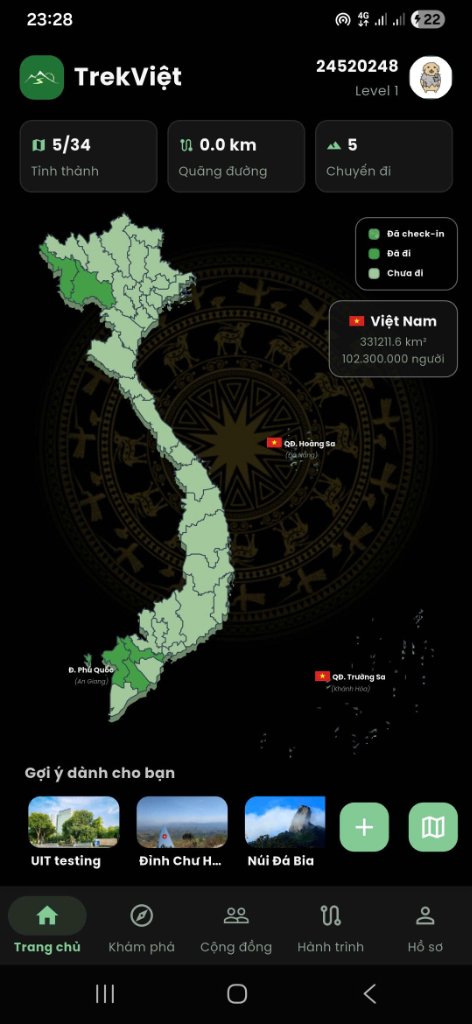 23:28
4G
22
TrekViệt
24520248
Level 1
5/34
Tỉnh thành
0.0 km
Quãng đường
5
Chuyến đi
Đã check-in
Đã đi
Chưa đi
Việt Nam
331211.6 km²
102.300.000 người
QĐ. Hoàng Sa
(Đà Nẵng)
Đ. Phú Quốc
(An Giang)
QĐ. Trường Sa
(Khánh Hòa)
Gợi ý dành cho bạn
UIT testing
Đỉnh Chư H...
Núi Đá Bia
Trang chủ
Khám phá
Cộng đồng
Hành trình
Hồ sơ